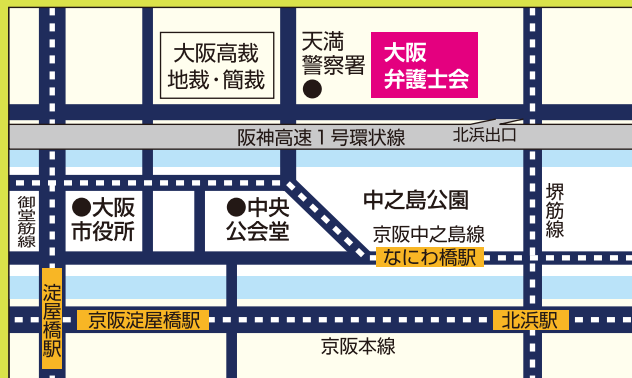 大阪高裁
地裁・簡裁
天満
警察署
大阪
弁護士会
阪神高速１号環状線
北浜出口
御堂筋線
大阪
市役所
中央
公会堂
中之島公園
堺筋線
京阪中之島線
なにわ橋駅
淀屋橋駅
京阪淀屋橋駅
北浜駅
京阪本線